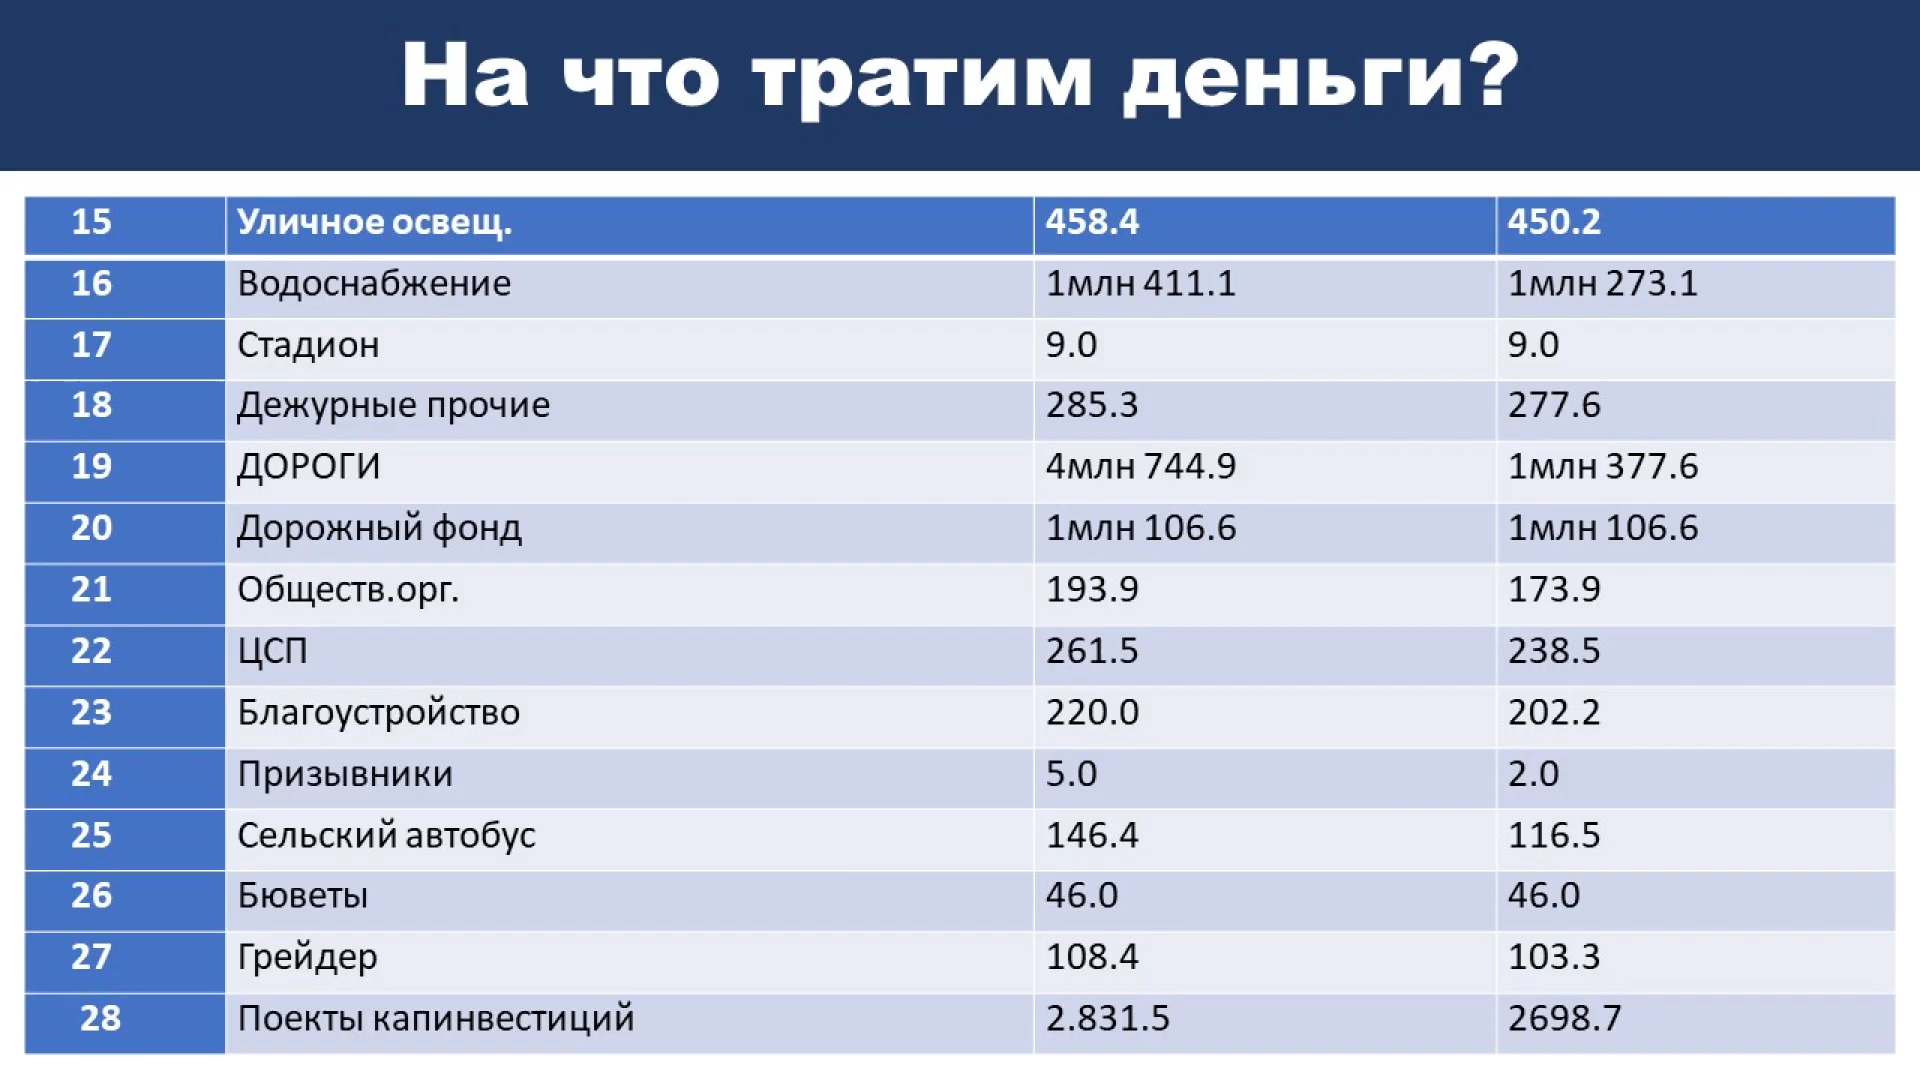 На что тратим деньги?
15 Уличное освещ. 458.4 450.2
16 Водоснабжение 1млн 411.1 1млн 273.1
17 Стадион 9.0 9.0
18 Дежурные прочие 285.3 277.6
19 ДОРОГИ 4млн 744.9 1млн 377.6
20 Дорожный фонд 1млн 106.6 1млн 106.6
21 Обществ.орг. 193.9 173.9
22 ЦСП 261.5 238.5
23 Благоустройство 220.0 202.2
24 Призывники 5.0 2.0
25 Сельский автобус 146.4 116.5
26 Бюветы 46.0 46.0
27 Грейдер 108.4 103.3
28 Поекты капинвестиций 2.831.5 2698.7